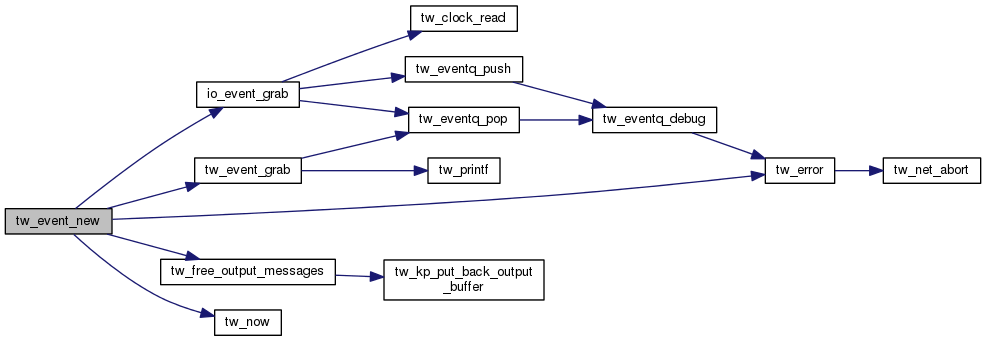 tw_clock_read
tw_eventq_push
io_event_grab
tw_eventq_pop
tw_eventq_debug
tw_event_grab
tw_printf
tw_error
tw_net_abort
tw_event_new
tw_free_output_messages
tw_kp_put_back_output
_buffer
tw_now